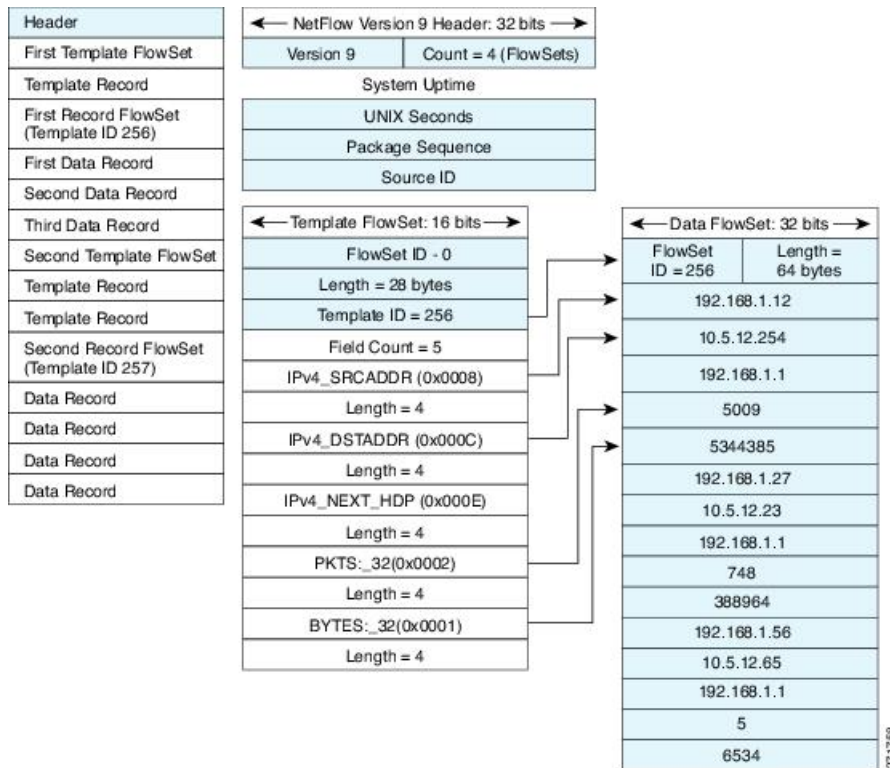 Header
First Template FlowSet
Template Record
First Record FlowSet
(Template ID 256)
First Data Record
Second Data Record
Third Data Record
Second Template FlowSet
Template Record
Template Record
Second Record FlowSet
(Template ID 257)
Data Record
Data Record
Data Record
Data Record
NetFlow Version 9 Header: 32 bits
Version 9
Count = 4 (FlowSets)
System Uptime
UNIX Seconds
Package Sequence
Source ID
Template FlowSet: 16 bits
FlowSet ID - 0
Length = 28 bytes
Template ID = 256
Field Count = 5
IPv4_SRCADDR (0x0008)
Length = 4
IPv4_DSTADDR (0x000C)
Length = 4
IPv4_NEXT_HDP (0x000E)
Length = 4
PKTS:_32(0x0002)
Length = 4
BYTES:_32(0x0001)
Length = 4
Data FlowSet: 32 bits
FlowSet
ID = 256
Length =
64 bytes
192.168.1.12
10.5.12.254
192.168.1.1
5009
5344385
192.168.1.27
10.5.12.23
192.168.1.1
748
388964
192.168.1.56
10.5.12.65
192.168.1.1
5
6534